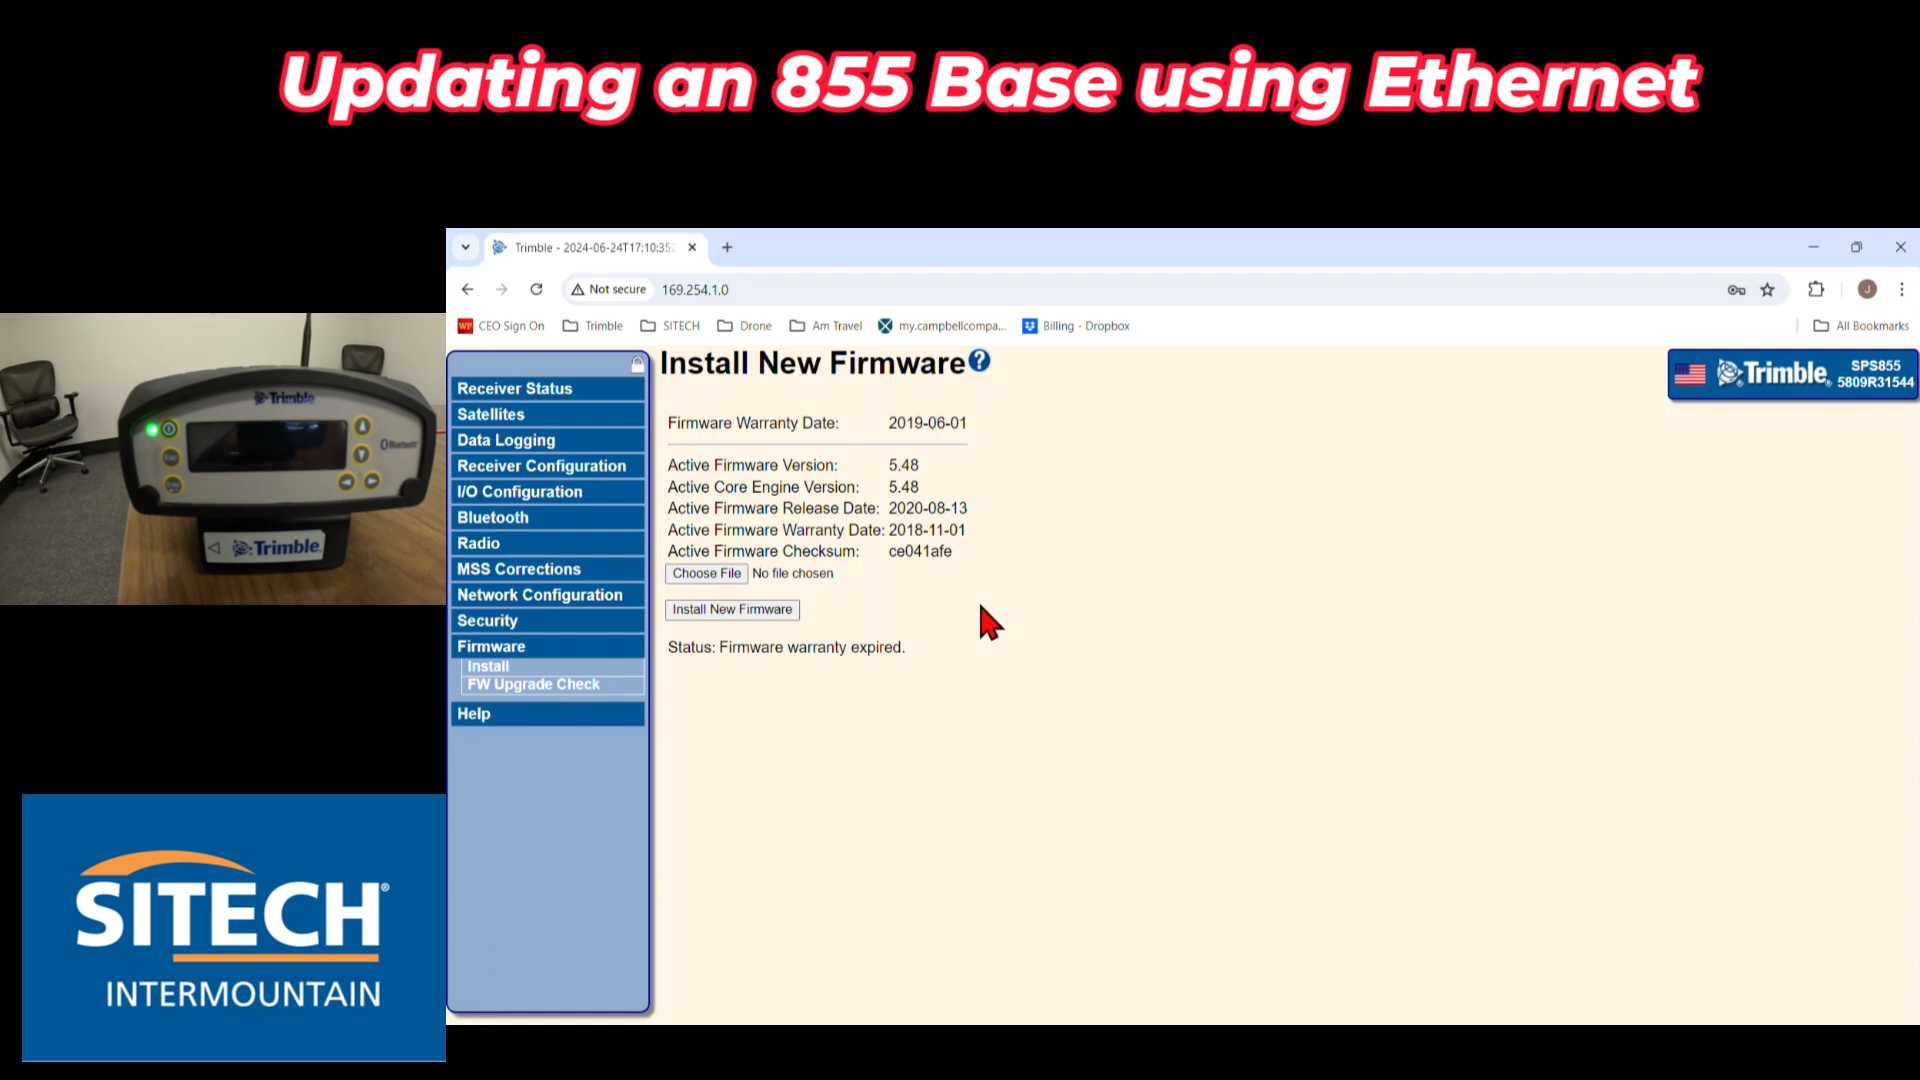 Updating an 855 Base using Ethernet
Trimble - 2024-06-24T17:10:35
Not secure 169.254.1.0
J
WF CEO Sign On Trimble SITECH Drone Am Travel my.campbellcompa... Billing - Dropbox All Bookmarks
Install New Firmware?
Trimble. SPS855
5809R31544
Receiver Status
Satellites
Data Logging
Receiver Configuration
I/O Configuration
Bluetooth
Radio
MSS Corrections
Network Configuration
Security
Firmware
Install
FW Upgrade Check
Help
Firmware Warranty Date: 2019-06-01
Active Firmware Version: 5.48
Active Core Engine Version: 5.48
Active Firmware Release Date: 2020-08-13
Active Firmware Warranty Date: 2018-11-01
Active Firmware Checksum: ce041afe
Choose File No file chosen
Install New Firmware
Status: Firmware warranty expired.
Trimble
Bluetooth
Trimble.
SITECH®
INTERMOUNTAIN